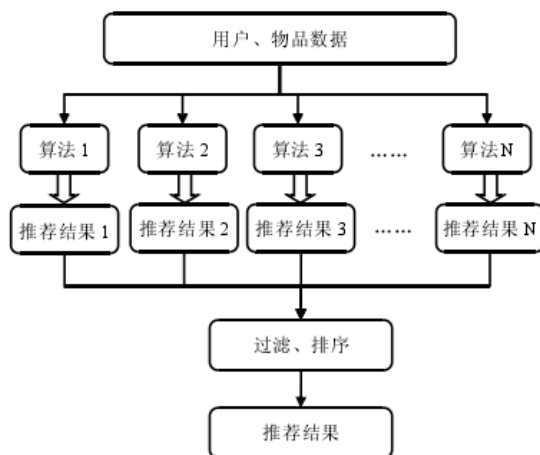 用户、物品数据
算法 1 算法 2 算法 3 …… 算法 N
推荐结果 1 推荐结果 2 推荐结果 3 …… 推荐结果 N
过滤、排序
推荐结果